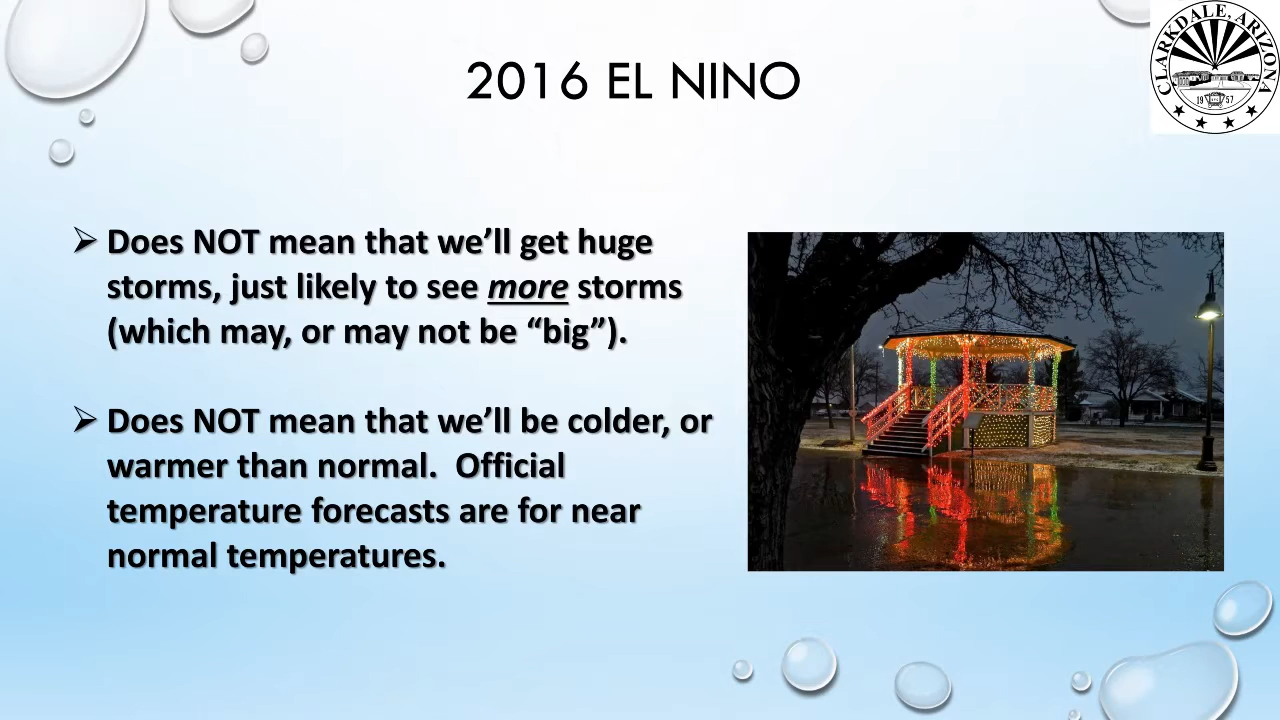 2016 EL NINO
CLARKDALE, ARIZONA
19 57
➢ Does NOT mean that we’ll get huge
storms, just likely to see more storms
(which may, or may not be “big”).
➢ Does NOT mean that we’ll be colder, or
warmer than normal.  Official
temperature forecasts are for near
normal temperatures.